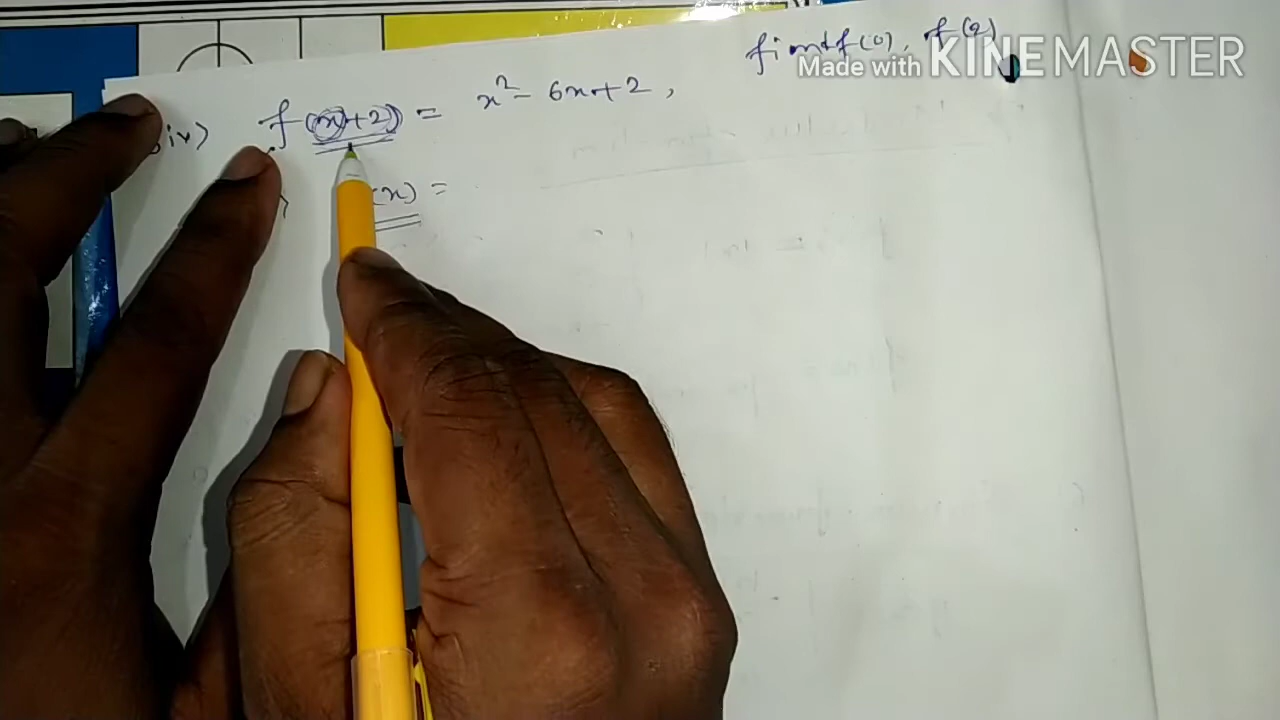 find f(0), f(2)
Made with KINEMASTER
iv) f(x+2) = x² - 6x + 2,
(x) =